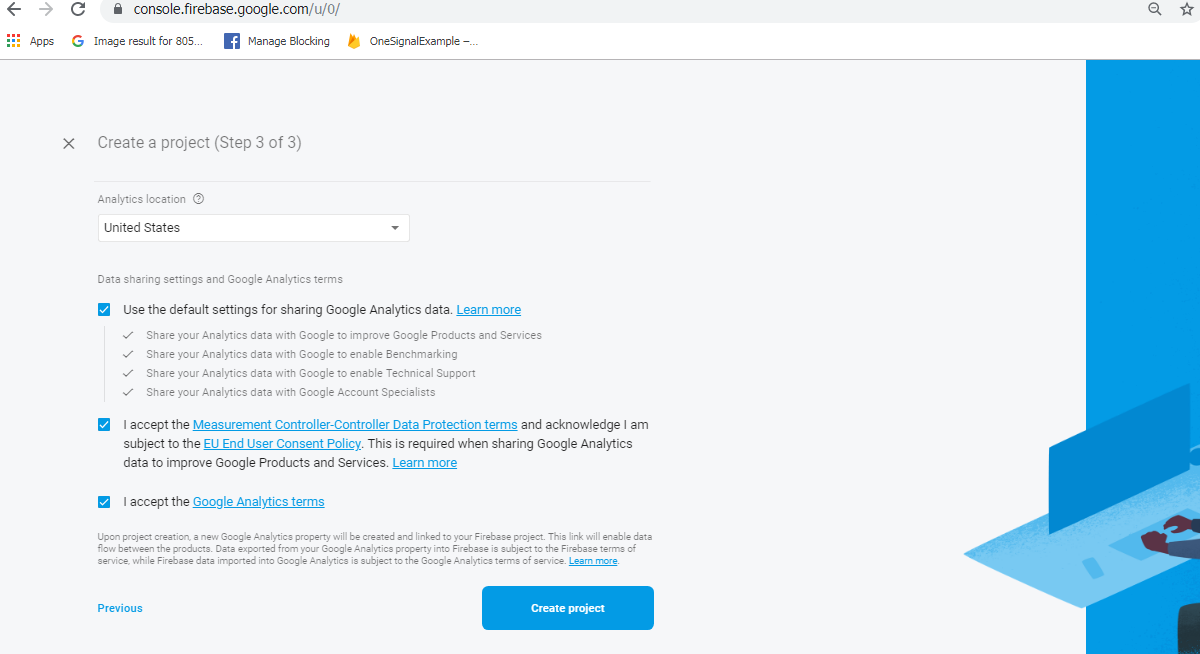 console.firebase.google.com/u/0/
Apps
Image result for 805...
Manage Blocking
OneSignalExample –...
Create a project (Step 3 of 3)
Analytics location
United States
Data sharing settings and Google Analytics terms
Use the default settings for sharing Google Analytics data. Learn more
Share your Analytics data with Google to improve Google Products and Services
Share your Analytics data with Google to enable Benchmarking
Share your Analytics data with Google to enable Technical Support
Share your Analytics data with Google Account Specialists
I accept the Measurement Controller-Controller Data Protection terms and acknowledge I am
subject to the EU End User Consent Policy. This is required when sharing Google Analytics
data to improve Google Products and Services. Learn more
I accept the Google Analytics terms
Upon project creation, a new Google Analytics property will be created and linked to your Firebase project. This link will enable data
flow between the products. Data exported from your Google Analytics property into Firebase is subject to the Firebase terms of
service, while Firebase data imported into Google Analytics is subject to the Google Analytics terms of service. Learn more.
Previous
Create project